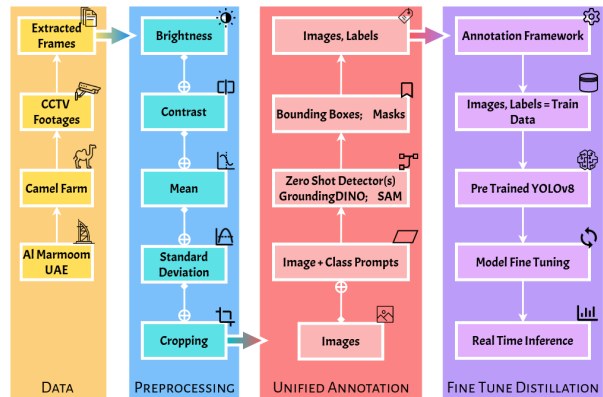 Extracted
Frames
CCTV
Footages
Camel Farm
Al Marmoom
UAE
DATA
Brightness
Contrast
Mean
Standard
Deviation
Cropping
PREPROCESSING
Images, Labels
Bounding Boxes; Masks
Zero Shot Detector(s)
GroundingDINO; SAM
Image + Class Prompts
Images
UNIFIED ANNOTATION
Annotation Framework
Images, Labels = Train
Data
Pre Trained YOLOv8
Model Fine Tuning
Real Time Inference
FINE TUNE DISTILLATION